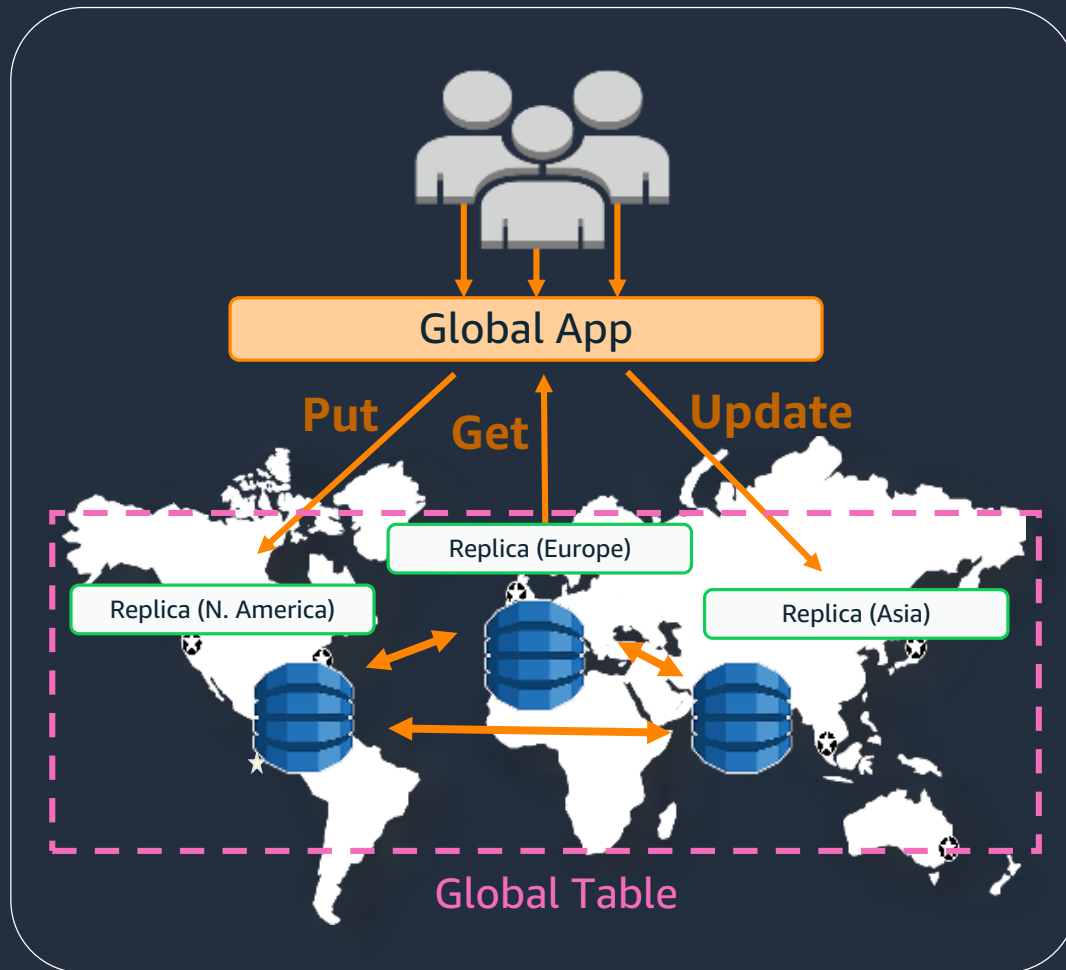 Global App
Put
Get
Update
Replica (Europe)
Replica (N. America)
Replica (Asia)
Global Table